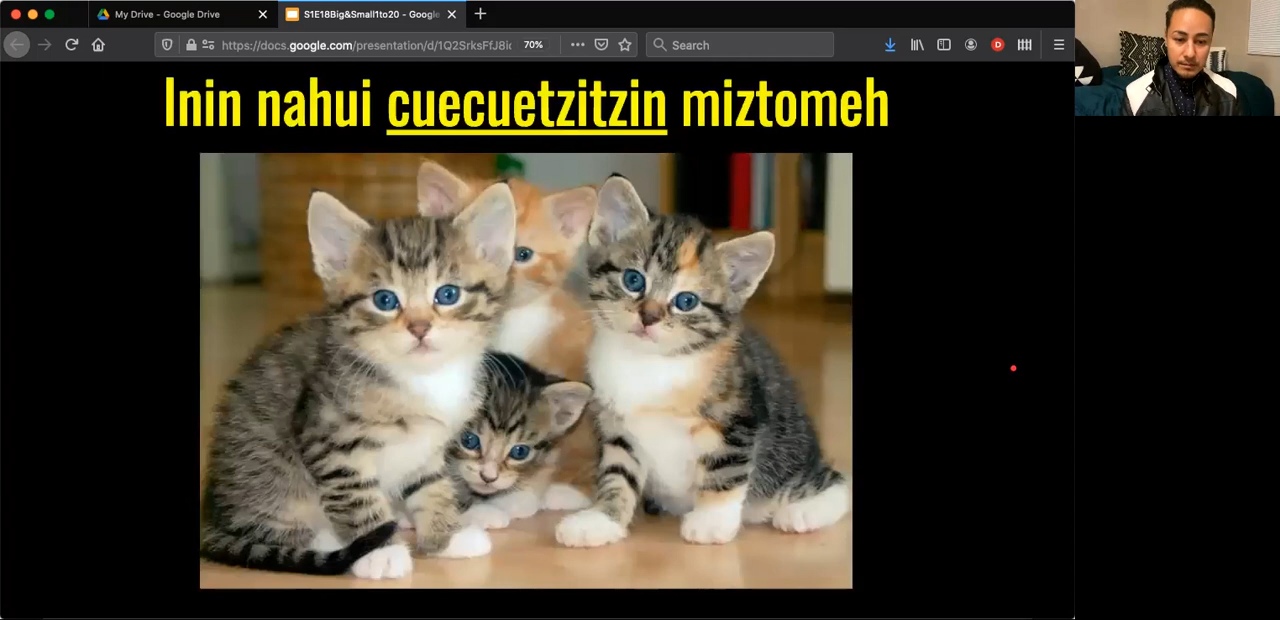 My Drive - Google Drive
S1E18Big&Small1to20 - Google
https://docs.google.com/presentation/d/1Q2SrksFfJ8i
70%
Search
D
Inin nahui cuecuetzitzin miztomeh